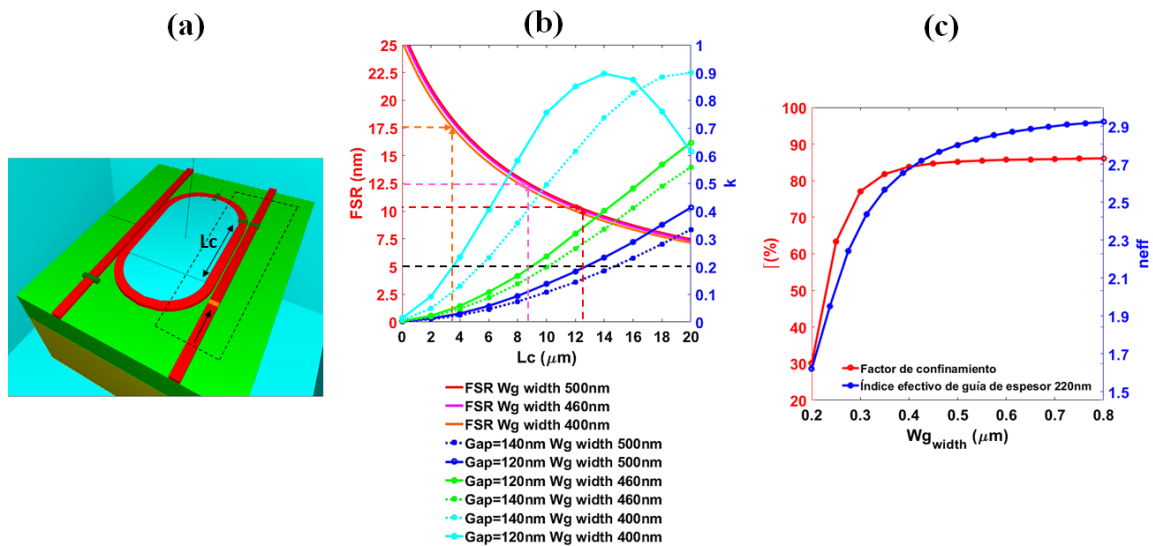 (a)
(b)
(c)
Lc
25
22.5
20
17.5
15
12.5
10
7.5
5
2.5
0
FSR (nm)
1
0.9
0.8
0.7
0.6
0.5
0.4
0.3
0.2
0.1
0
k
0 2 4 6 8 10 12 14 16 18 20
Lc (μm)
FSR Wg width 500nm
FSR Wg width 460nm
FSR Wg width 400nm
Gap=140nm Wg width 500nm
Gap=120nm Wg width 500nm
Gap=120nm Wg width 460nm
Gap=140nm Wg width 460nm
Gap=140nm Wg width 400nm
Gap=120nm Wg width 400nm
100
90
80
70
60
50
40
30
20
Γ(%)
2.9
2.7
2.5
2.3
2.1
1.9
1.7
1.5
neff
Factor de confinamiento
Índice efectivo de guía de espesor 220nm
0.2 0.3 0.4 0.5 0.6 0.7 0.8
Wg_width (μm)